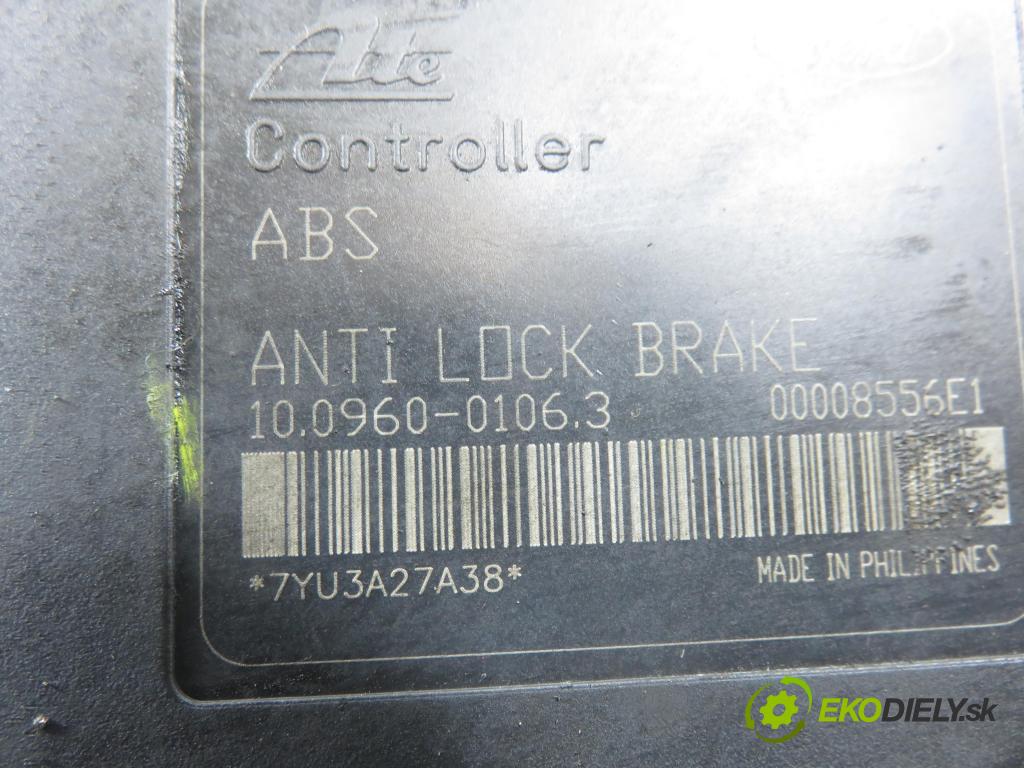 Ate
Controller
ABS
ANTI LOCK BRAKE
10.0960-0106.3 00008556E1
*7YU3A27A38* MADE IN PHILIPPINES
EKODIELY.sk